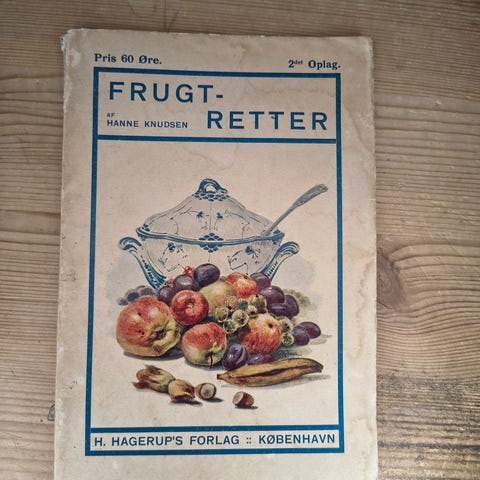 Pris 60 Øre. 2det Oplag.
FRUGT-
AF
HANNE KNUDSEN RETTER
H. HAGERUP'S FORLAG :: KØBENHAVN